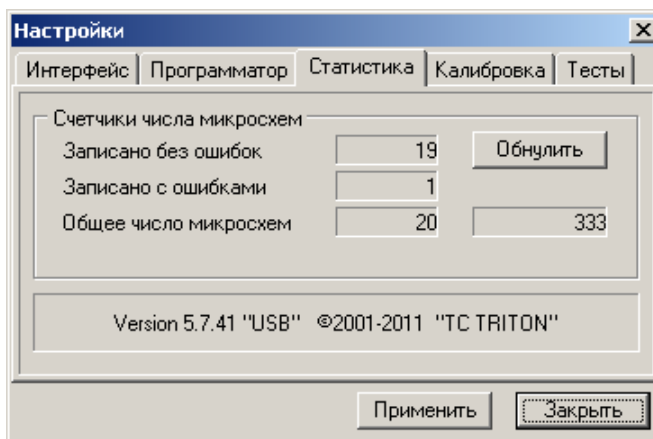 Настройки
Интерфейс Программатор Статистика Калибровка Тесты
Счетчики числа микросхем
Записано без ошибок 19 Обнулить
Записано с ошибками 1
Общее число микросхем 20 333
Version 5.7.41 "USB" ©2001-2011 "TC TRITON"
Применить Закрыть